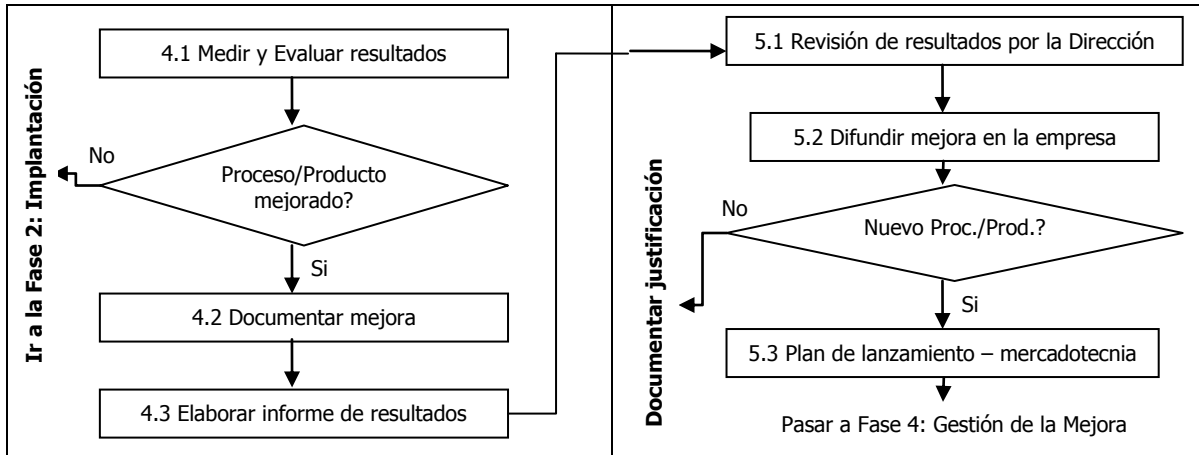 Ir a la Fase 2: Implantación
4.1 Medir y Evaluar resultados
No
Proceso/Producto
mejorado?
Si
4.2 Documentar mejora
4.3 Elaborar informe de resultados
Documentar justificación
5.1 Revisión de resultados por la Dirección
5.2 Difundir mejora en la empresa
No
Nuevo Proc./Prod.?
Si
5.3 Plan de lanzamiento – mercadotecnia
Pasar a Fase 4: Gestión de la Mejora